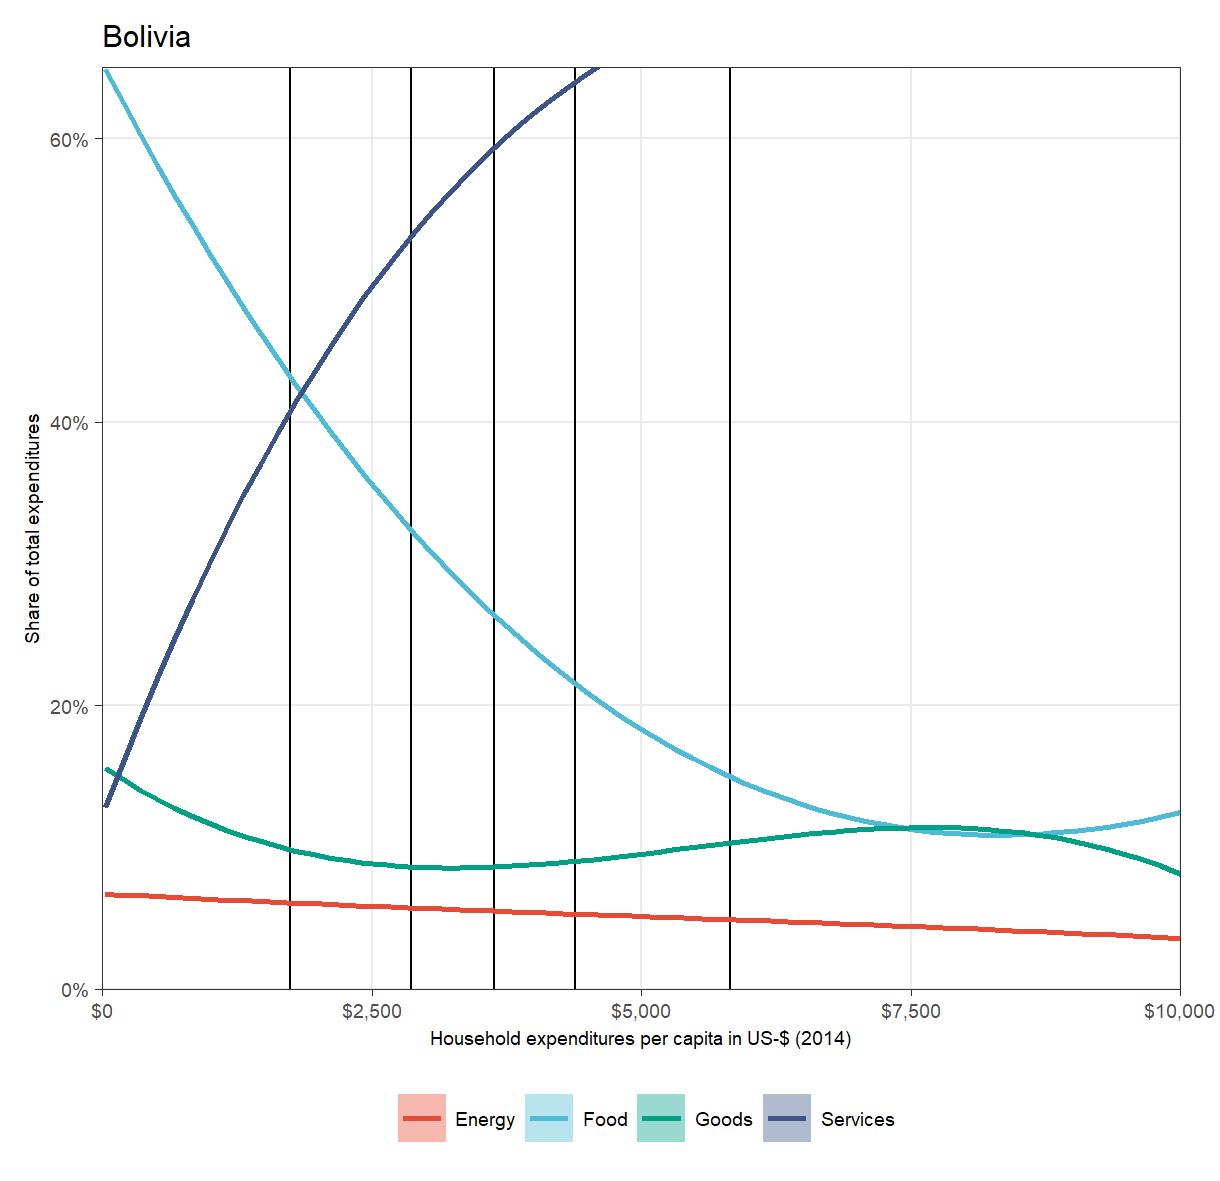 Bolivia
60%
40%
20%
0%
Share of total expenditures
$0 $2,500 $5,000 $7,500 $10,000
Household expenditures per capita in US-$ (2014)
Energy Food Goods Services